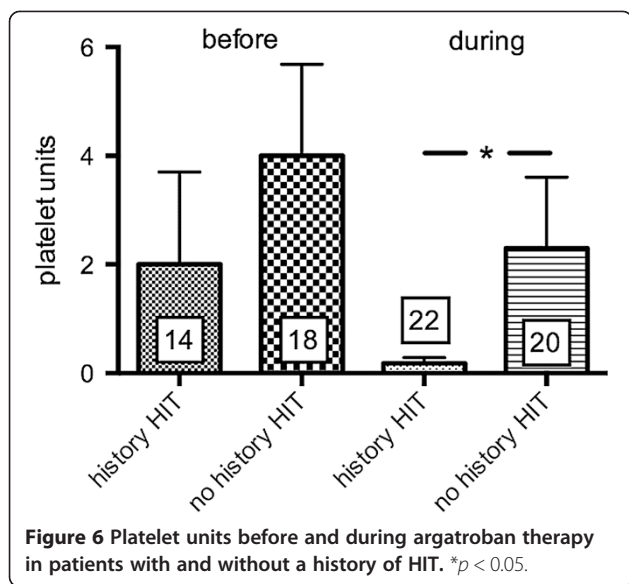 before during
6
4
2
0
platelet units
*
14
18
22
20
history HIT
no history HIT
history HIT
no history HIT
Figure 6 Platelet units before and during argatroban therapy
in patients with and without a history of HIT. *p < 0.05.